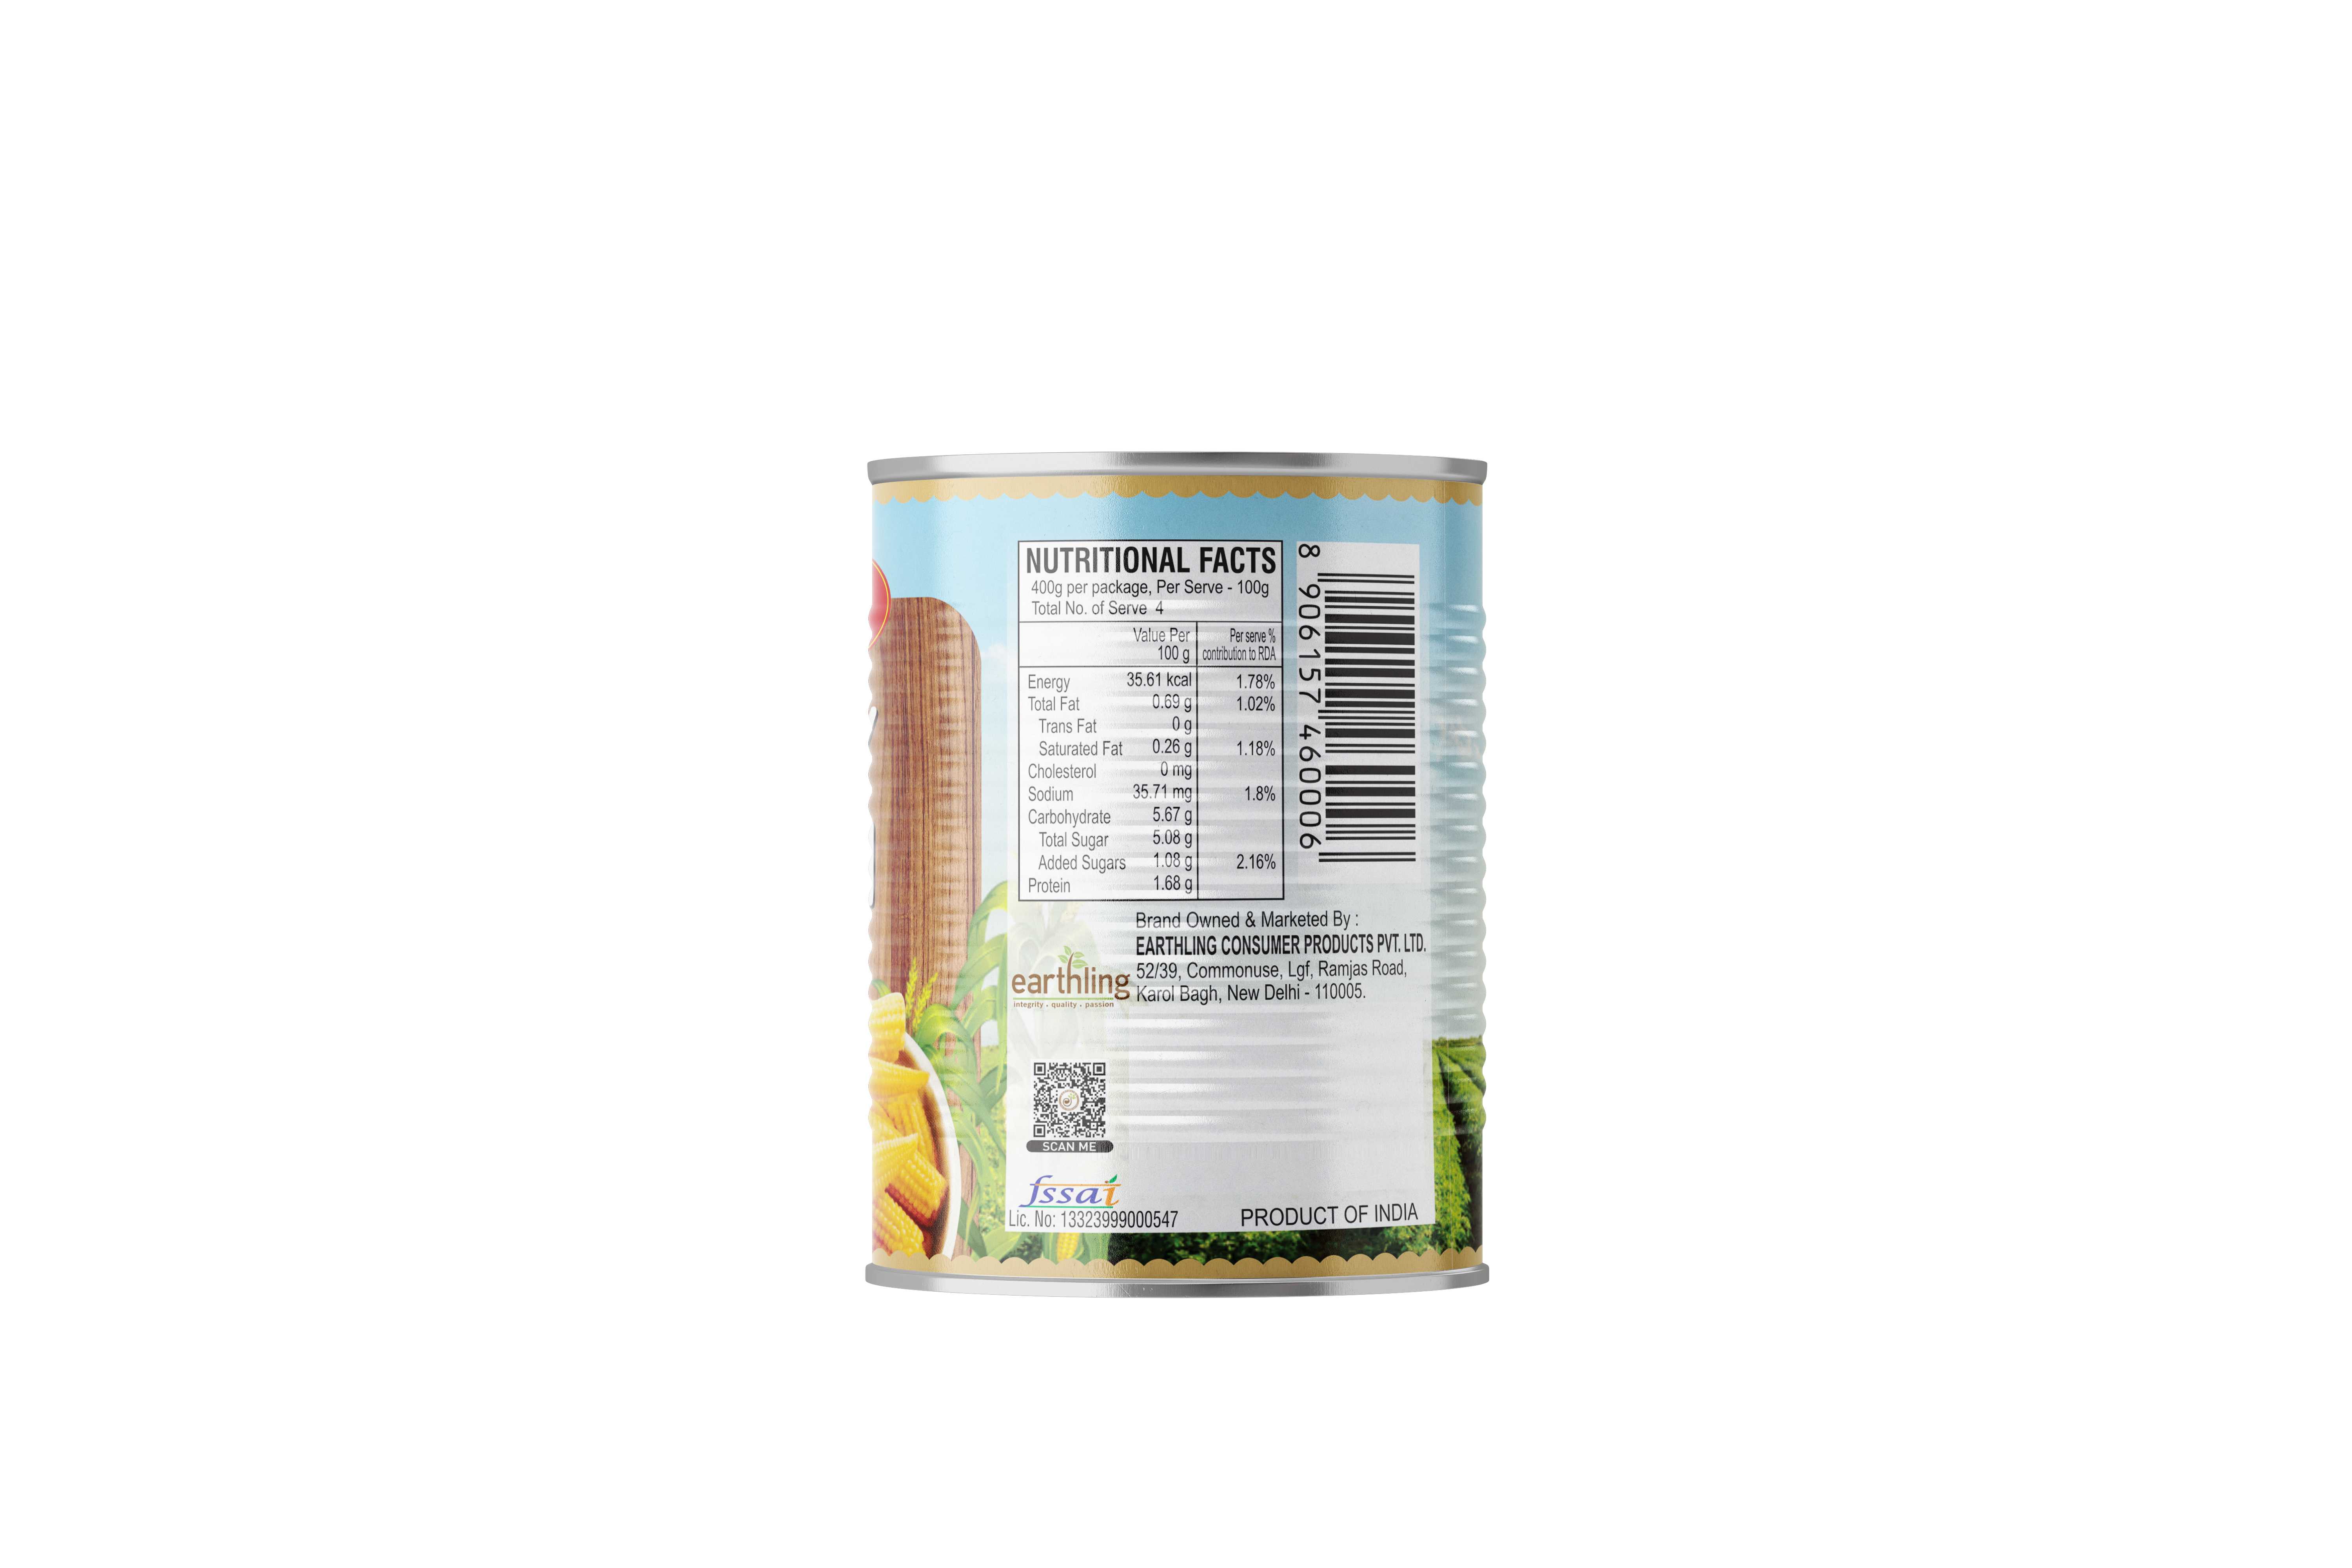 NUTRITIONAL FACTS
400g per package, Per Serve - 100g
Total No. of Serve 4
Value Per 100 g Per serve % contribution to RDA
Energy 35.61 kcal 1.78%
Total Fat 0.69 g 1.02%
Trans Fat 0 g
Saturated Fat 0.26 g 1.18%
Cholesterol 0 mg
Sodium 35.71 mg 1.8%
Carbohydrate 5.67 g
Total Sugar 5.08 g
Added Sugars 1.08 g 2.16%
Protein 1.68 g
8 906157 460006
Brand Owned & Marketed By :
EARTHLING CONSUMER PRODUCTS PVT. LTD.
52/39, Commonuse, Lgf, Ramjas Road,
Karol Bagh, New Delhi - 110005.
earthling
integrity . quality . passion
SCAN ME
fssai
Lic. No: 13323999000547
PRODUCT OF INDIA